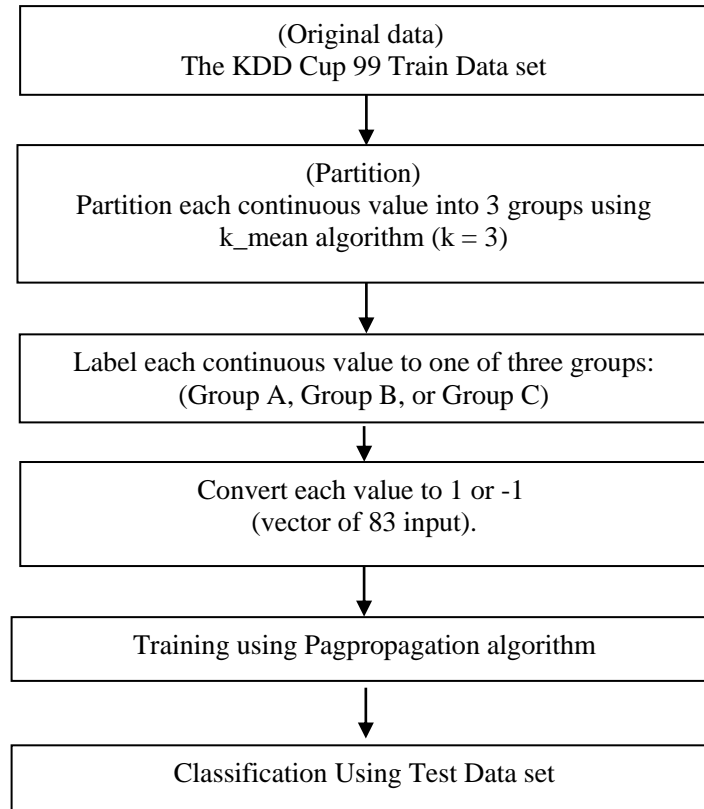 (Original data)
The KDD Cup 99 Train Data set
(Partition)
Partition each continuous value into 3 groups using
k_mean algorithm (k = 3)
Label each continuous value to one of three groups:
(Group A, Group B, or Group C)
Convert each value to 1 or -1
(vector of 83 input).
Training using Pagpropagation algorithm
Classification Using Test Data set